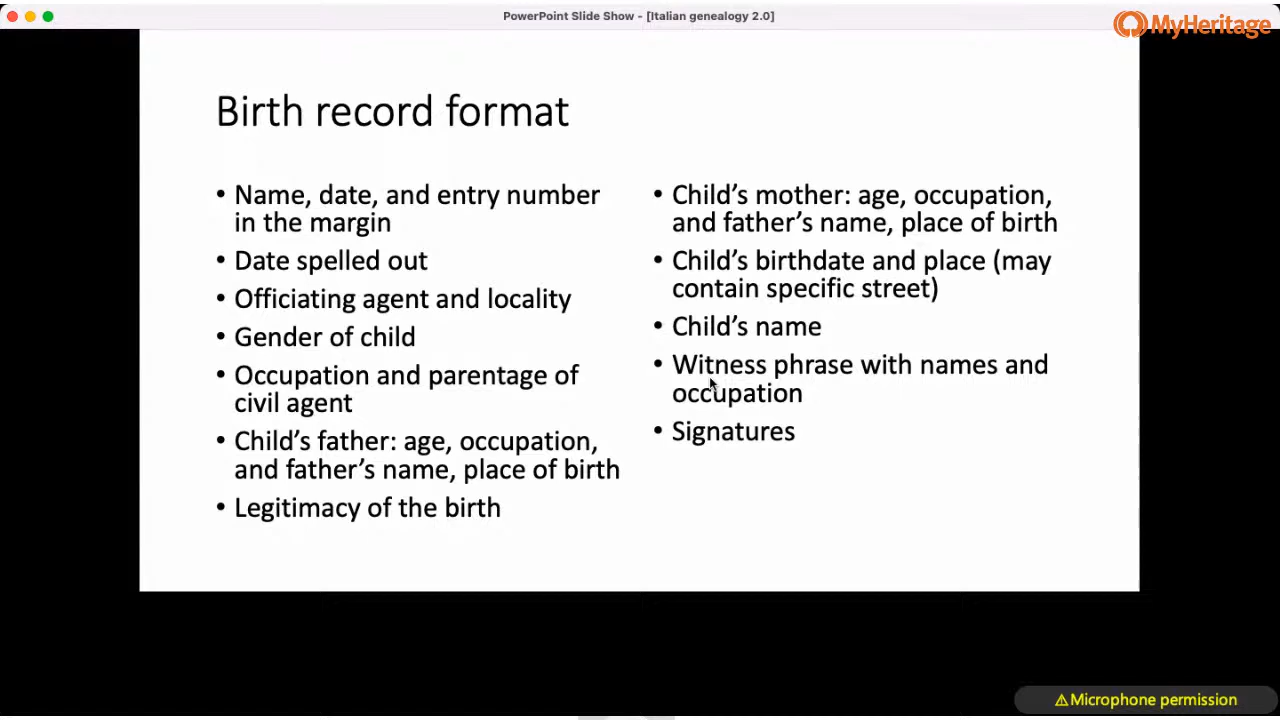 PowerPoint Slide Show - [Italian genealogy 2.0]
MyHeritage
Birth record format
• Name, date, and entry number
in the margin
• Date spelled out
• Officiating agent and locality
• Gender of child
• Occupation and parentage of
civil agent
• Child’s father: age, occupation,
and father’s name, place of birth
• Legitimacy of the birth
• Child’s mother: age, occupation,
and father’s name, place of birth
• Child’s birthdate and place (may
contain specific street)
• Child’s name
• Witness phrase with names and
occupation
• Signatures
⚠Microphone permission